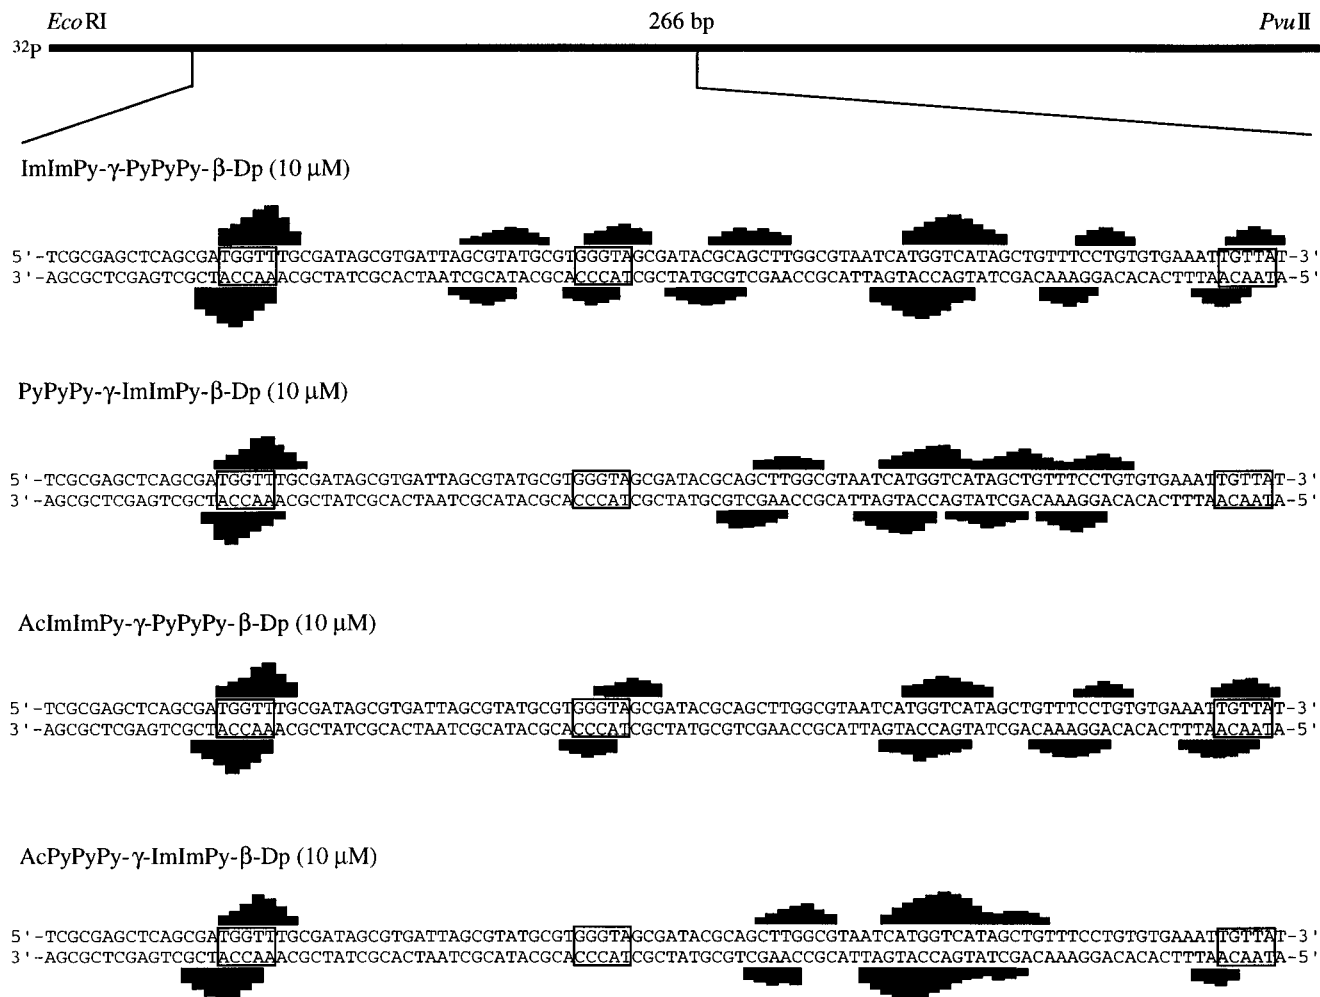 EcoRI 266 bp PvuII
32P
ImImPy-γ-PyPyPy-β-Dp (10 μM)
5'-TCGCGAGCTCAGCGATGGTTTGCGATAGCGTGATTAGCGTATGCGTGGGTAGCGATACGCAGCTTGGCGTAATCATGGTCATAGCTGTTTCCTGTGTGAAATTGTTAT-3'
3'-AGCGCTCGAGTCGCTACCAAACGCTATCGCACTAATCGCATACGCACCCATCGCTATGCGTCGAACCGCATTAGTACCAGTATCGACAAAGGACACACTTTAACAATA-5'
PyPyPy-γ-ImImPy-β-Dp (10 μM)
5'-TCGCGAGCTCAGCGATGGTTTGCGATAGCGTGATTAGCGTATGCGTGGGTAGCGATACGCAGCTTGGCGTAATCATGGTCATAGCTGTTTCCTGTGTGAAATTGTTAT-3'
3'-AGCGCTCGAGTCGCTACCAAACGCTATCGCACTAATCGCATACGCACCCATCGCTATGCGTCGAACCGCATTAGTACCAGTATCGACAAAGGACACACTTTAACAATA-5'
AcImImPy-γ-PyPyPy-β-Dp (10 μM)
5'-TCGCGAGCTCAGCGATGGTTTGCGATAGCGTGATTAGCGTATGCGTGGGTAGCGATACGCAGCTTGGCGTAATCATGGTCATAGCTGTTTCCTGTGTGAAATTGTTAT-3'
3'-AGCGCTCGAGTCGCTACCAAACGCTATCGCACTAATCGCATACGCACCCATCGCTATGCGTCGAACCGCATTAGTACCAGTATCGACAAAGGACACACTTTAACAATA-5'
AcPyPyPy-γ-ImImPy-β-Dp (10 μM)
5'-TCGCGAGCTCAGCGATGGTTTGCGATAGCGTGATTAGCGTATGCGTGGGTAGCGATACGCAGCTTGGCGTAATCATGGTCATAGCTGTTTCCTGTGTGAAATTGTTAT-3'
3'-AGCGCTCGAGTCGCTACCAAACGCTATCGCACTAATCGCATACGCACCCATCGCTATGCGTCGAACCGCATTAGTACCAGTATCGACAAAGGACACACTTTAACAATA-5'